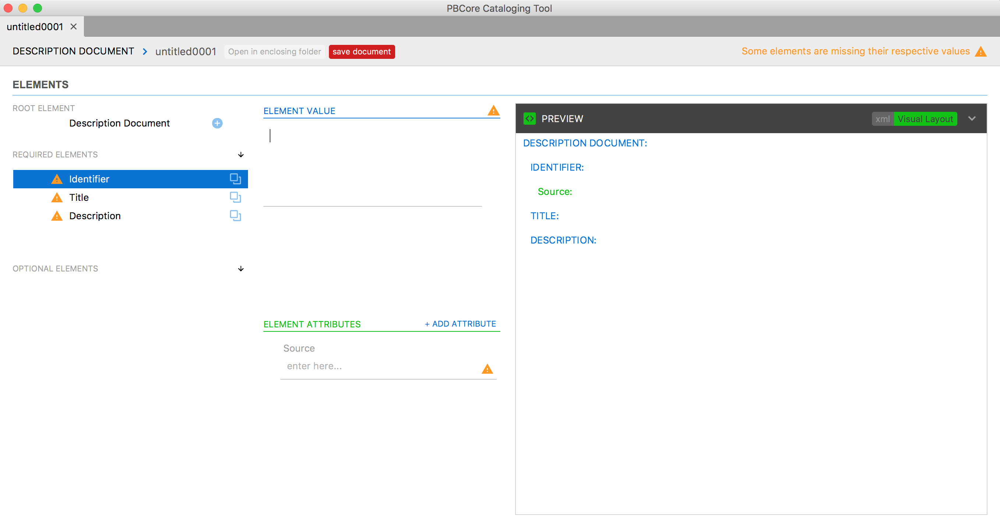 PBCore Cataloging Tool
untitled0001
DESCRIPTION DOCUMENT untitled0001 Open in enclosing folder save document Some elements are missing their respective values
ELEMENTS
ROOT ELEMENT
Description Document
REQUIRED ELEMENTS
Identifier
Title
Description
OPTIONAL ELEMENTS
ELEMENT VALUE
ELEMENT ATTRIBUTES + ADD ATTRIBUTE
Source
enter here...
PREVIEW xml Visual Layout
DESCRIPTION DOCUMENT:
IDENTIFIER:
Source:
TITLE:
DESCRIPTION: